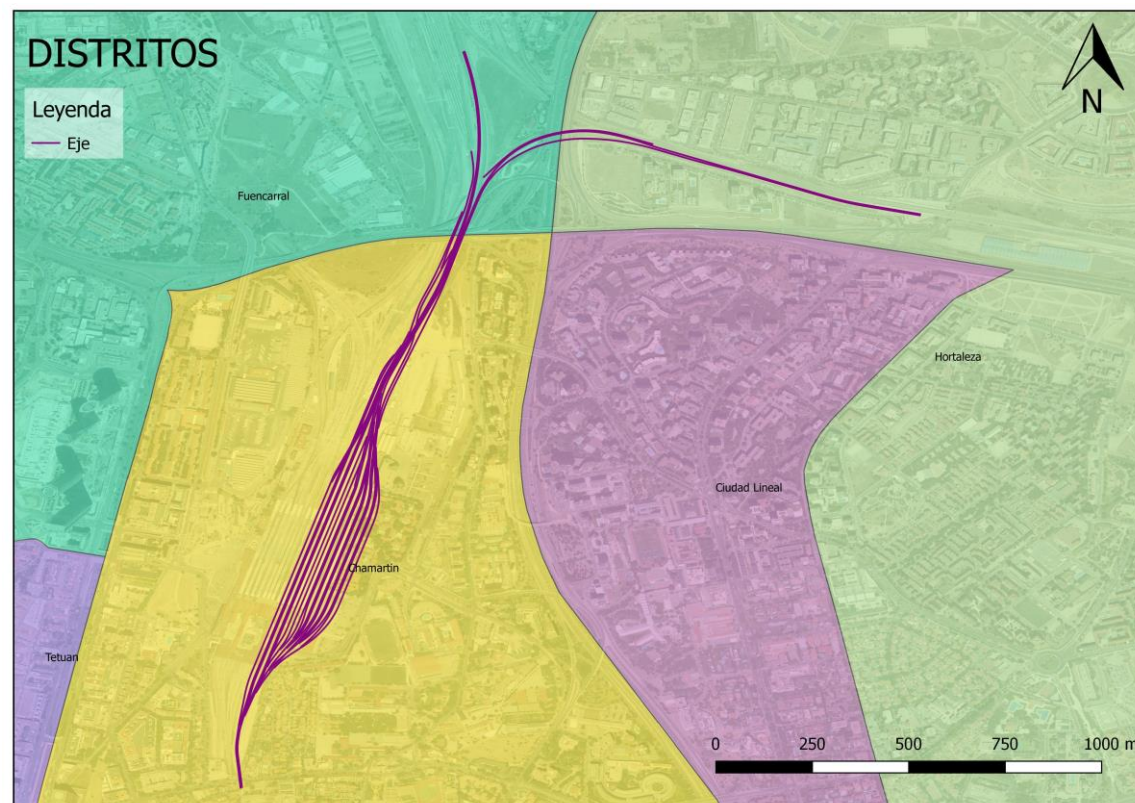 DISTRITOS
Leyenda
Eje
N
Fuencarral
Hortaleza
Ciudad Lineal
Chamartin
Tetuan
0 250 500 750 1000 m